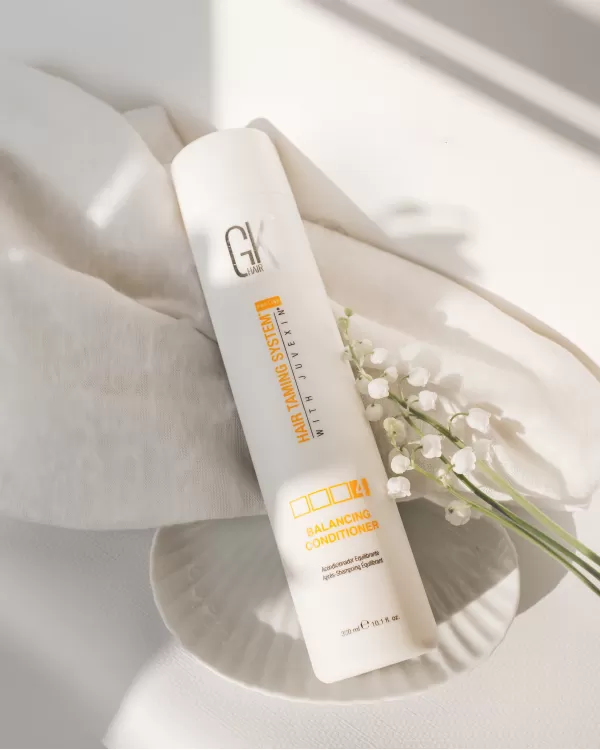 GK
HAIR
HAIR TAMING SYSTEM
WITH JUVEXIN
4
BALANCING
CONDITIONER
Acondicionador Equilibrante
Après-Shampoing Équilibrant
300 ml ℮ 10.1 fl. oz.